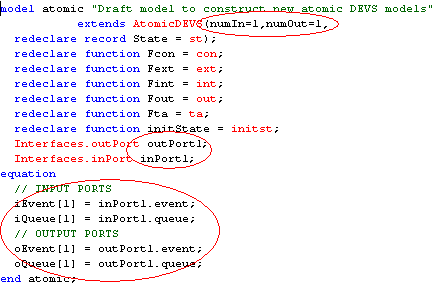 model atomic "Draft model to construct new atomic DEVS models"
extends AtomicDEVS(numIn=1,numOut=1,
redeclare record State = st);
redeclare function Fcon = con;
redeclare function Fext = ext;
redeclare function Fint = int;
redeclare function Fout = out;
redeclare function Fta = ta;
redeclare function initState = initst;
Interfaces.outPort outPort1;
Interfaces.inPort inPort1;
equation
// INPUT PORTS
iEvent[1] = inPort1.event;
iQueue[1] = inPort1.queue;
// OUTPUT PORTS
oEvent[1] = outPort1.event;
oQueue[1] = outPort1.queue;
end atomic;